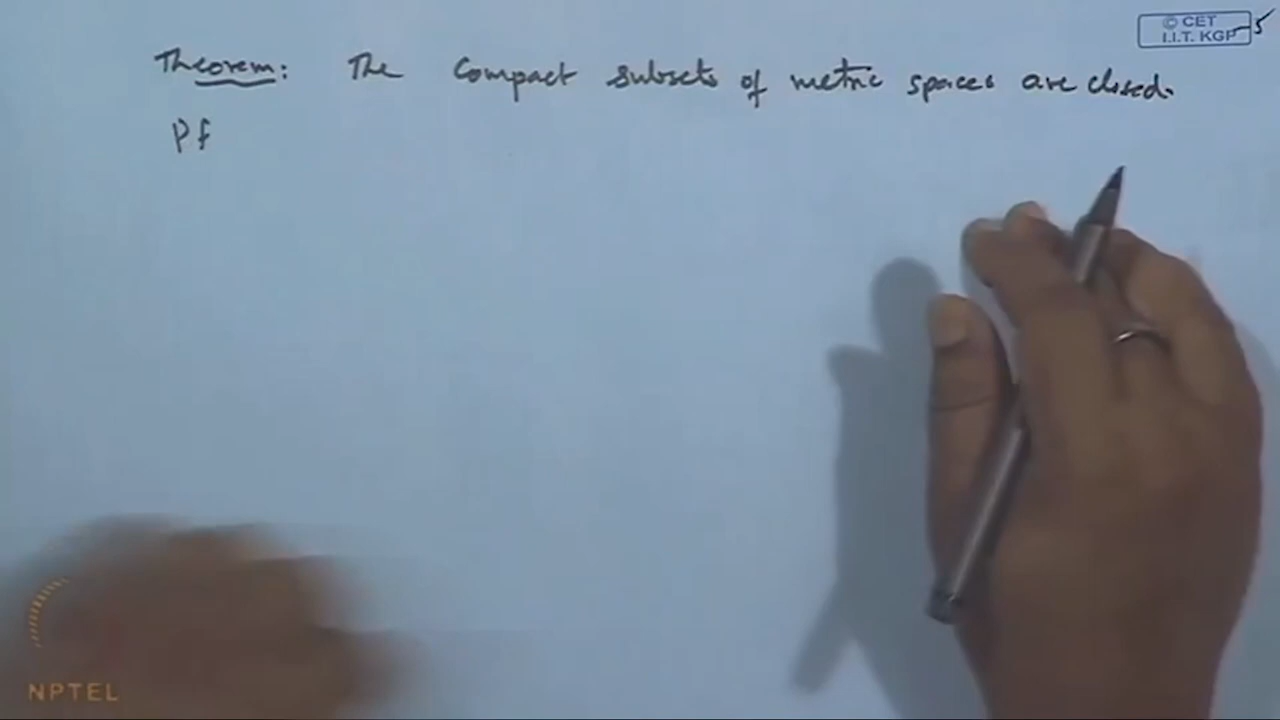 © CET
I.I.T. KGP
-5
Theorem: The Compact subsets of metric spaces are closed.
Pf
NPTEL